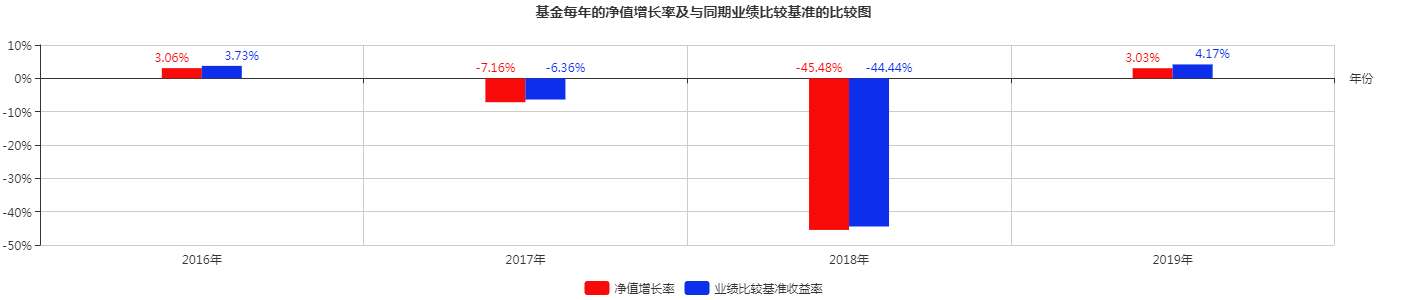 基金每年的净值增长率及与同期业绩比较基准的比较图
10%
0%
-10%
-20%
-30%
-40%
-50%
3.06%
3.73%
-7.16%
-6.36%
-45.48%
-44.44%
3.03%
4.17%
年份
2016年
2017年
2018年
2019年
净值增长率
业绩比较基准收益率